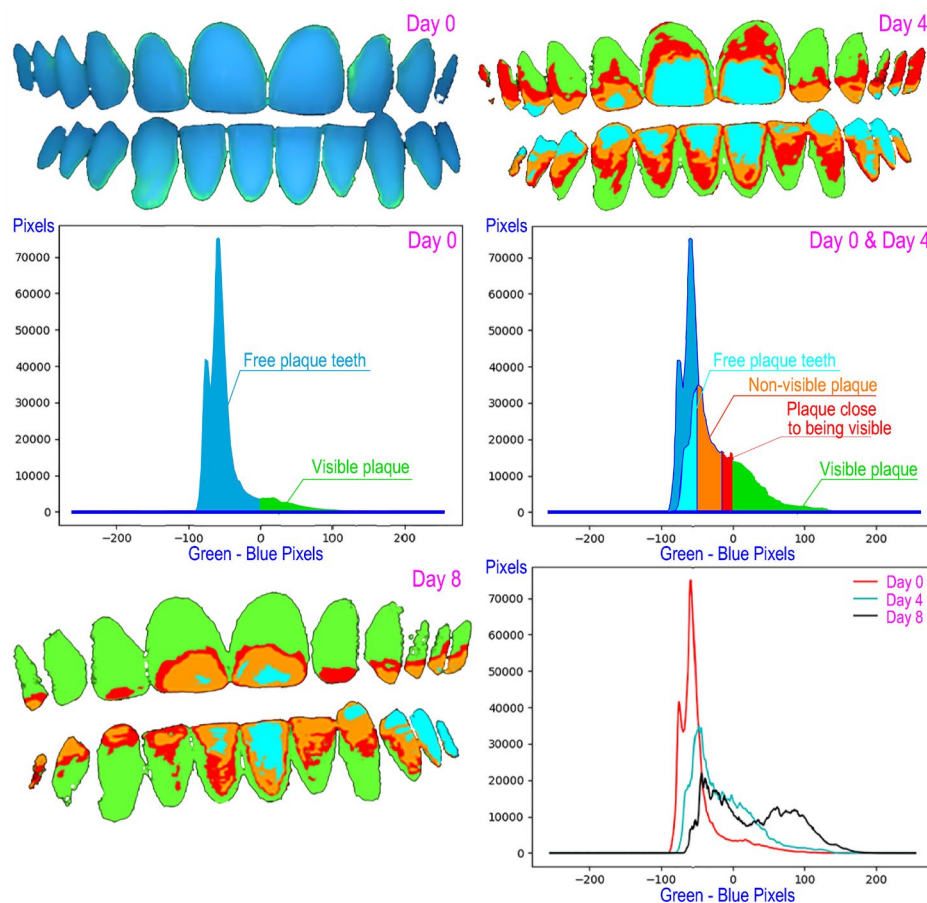 Day 0
Day 4
Pixels
Day 0
70000
60000
50000
40000
30000
20000
10000
0
Free plaque teeth
Visible plaque
−200 −100 0 100 200
Green - Blue Pixels
Pixels
Day 0 & Day 4
70000
60000
50000
40000
30000
20000
10000
0
Free plaque teeth
Non-visible plaque
Plaque close
to being visible
Visible plaque
−200 −100 0 100 200
Green - Blue Pixels
Day 8
Pixels
Day 0
Day 4
Day 8
70000
60000
50000
40000
30000
20000
10000
0
−200 −100 0 100 200
Green - Blue Pixels